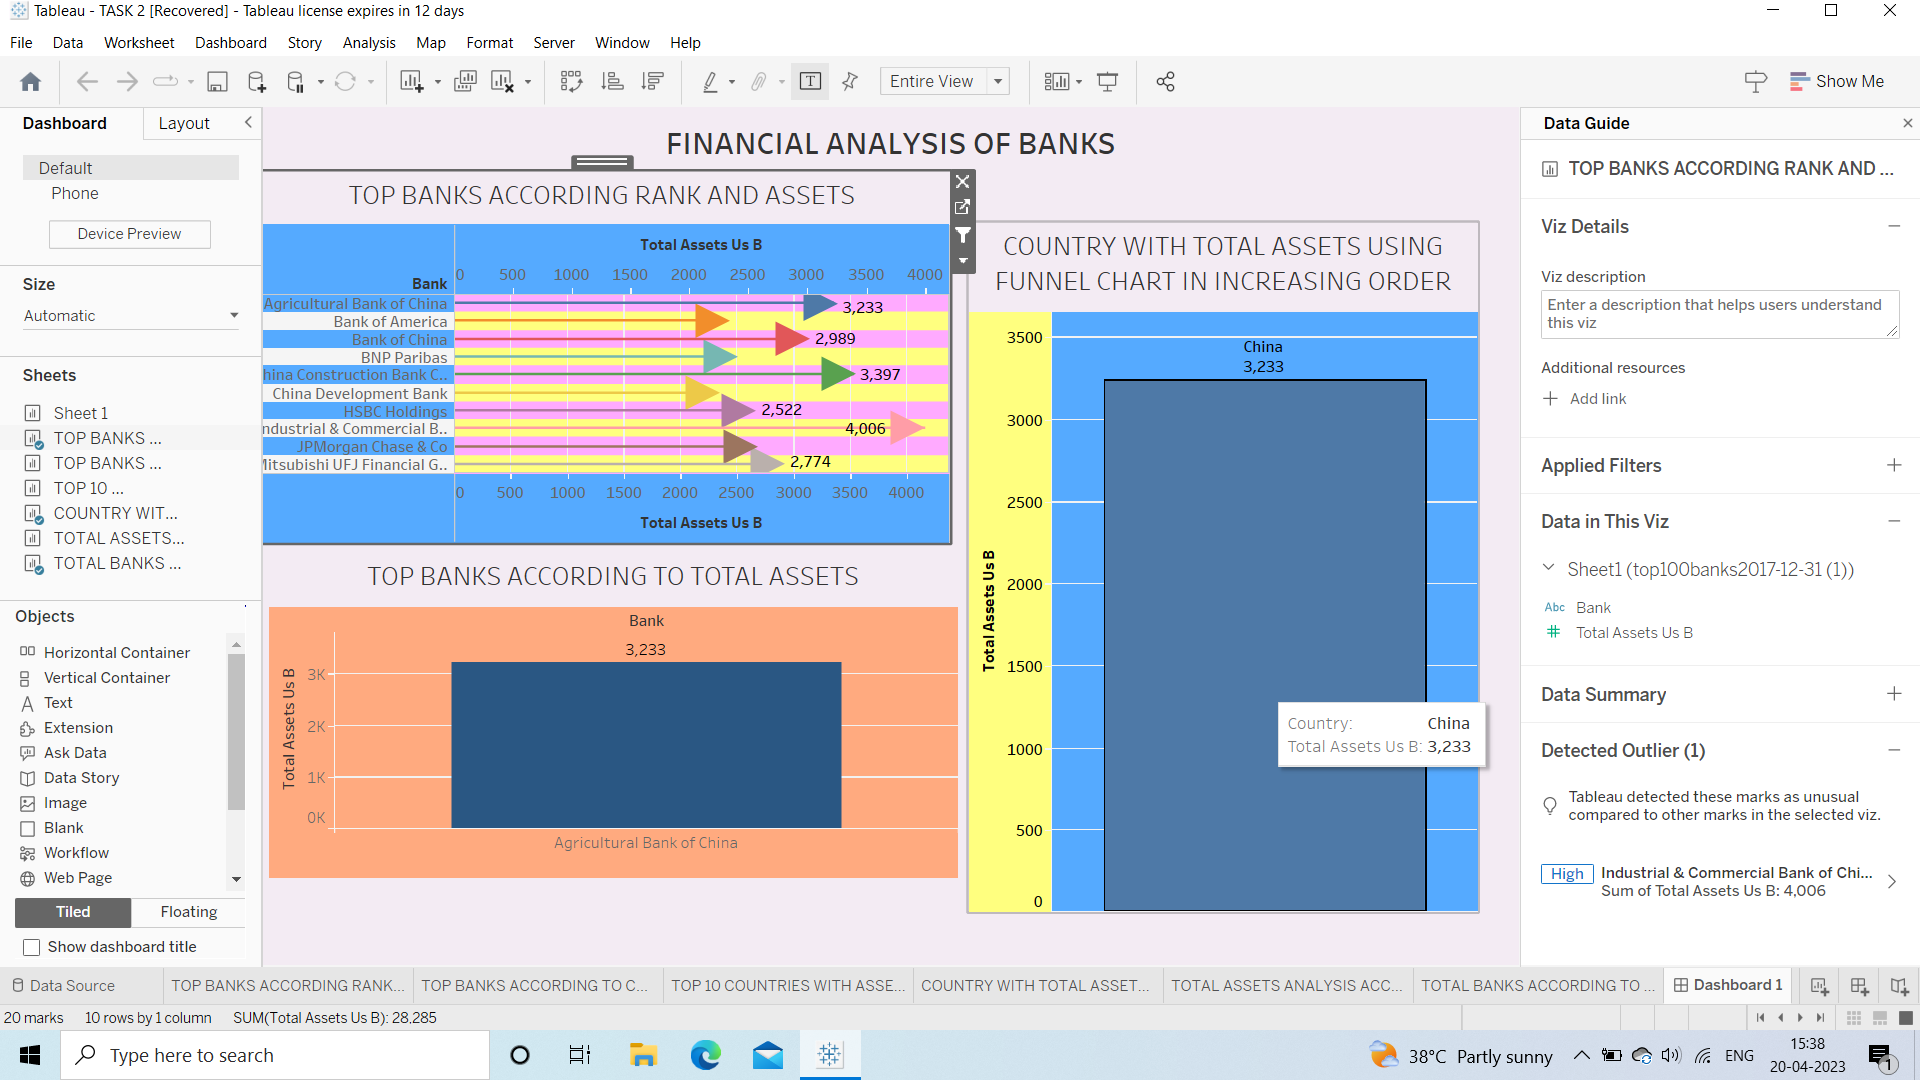 Tableau - TASK 2 [Recovered] - Tableau license expires in 12 days
File Data Worksheet Dashboard Story Analysis Map Format Server Window Help
Entire View
Show Me
Dashboard Layout
Default
Phone
Device Preview
Size
Automatic
Sheets
Sheet 1
TOP BANKS ...
TOP BANKS ...
TOP 10 ...
COUNTRY WIT...
TOTAL ASSETS...
TOTAL BANKS ...
Objects
Horizontal Container
Vertical Container
Text
Extension
Ask Data
Data Story
Image
Blank
Workflow
Web Page
Tiled Floating
Show dashboard title
FINANCIAL ANALYSIS OF BANKS
TOP BANKS ACCORDING RANK AND ASSETS
Total Assets Us B
0 500 1000 1500 2000 2500 3000 3500 4000
Bank
Agricultural Bank of China 3,233
Bank of America
Bank of China 2,989
BNP Paribas
hina Construction Bank C.. 3,397
China Development Bank
HSBC Holdings 2,522
ndustrial & Commercial B.. 4,006
JPMorgan Chase & Co
Mitsubishi UFJ Financial G.. 2,774
0 500 1000 1500 2000 2500 3000 3500 4000
Total Assets Us B
TOP BANKS ACCORDING TO TOTAL ASSETS
Bank
3,233
Total Assets Us B
3K
2K
1K
0K
Agricultural Bank of China
COUNTRY WITH TOTAL ASSETS USING
FUNNEL CHART IN INCREASING ORDER
China
3,233
Total Assets Us B
3500
3000
2500
2000
1500
1000
500
0
Country: China
Total Assets Us B: 3,233
Data Guide
TOP BANKS ACCORDING RANK AND ...
Viz Details
Viz description
Enter a description that helps users understand
this viz
Additional resources
Add link
Applied Filters
Data in This Viz
Sheet1 (top100banks2017-12-31 (1))
Abc Bank
# Total Assets Us B
Data Summary
Detected Outlier (1)
Tableau detected these marks as unusual
compared to other marks in the selected viz.
High Industrial & Commercial Bank of Chi...
Sum of Total Assets Us B: 4,006
Data Source TOP BANKS ACCORDING RANK... TOP BANKS ACCORDING TO C... TOP 10 COUNTRIES WITH ASSE... COUNTRY WITH TOTAL ASSET... TOTAL ASSETS ANALYSIS ACC... TOTAL BANKS ACCORDING TO ... Dashboard 1
20 marks 10 rows by 1 column SUM(Total Assets Us B): 28,285
Type here to search
38°C Partly sunny
ENG
15:38
20-04-2023
1